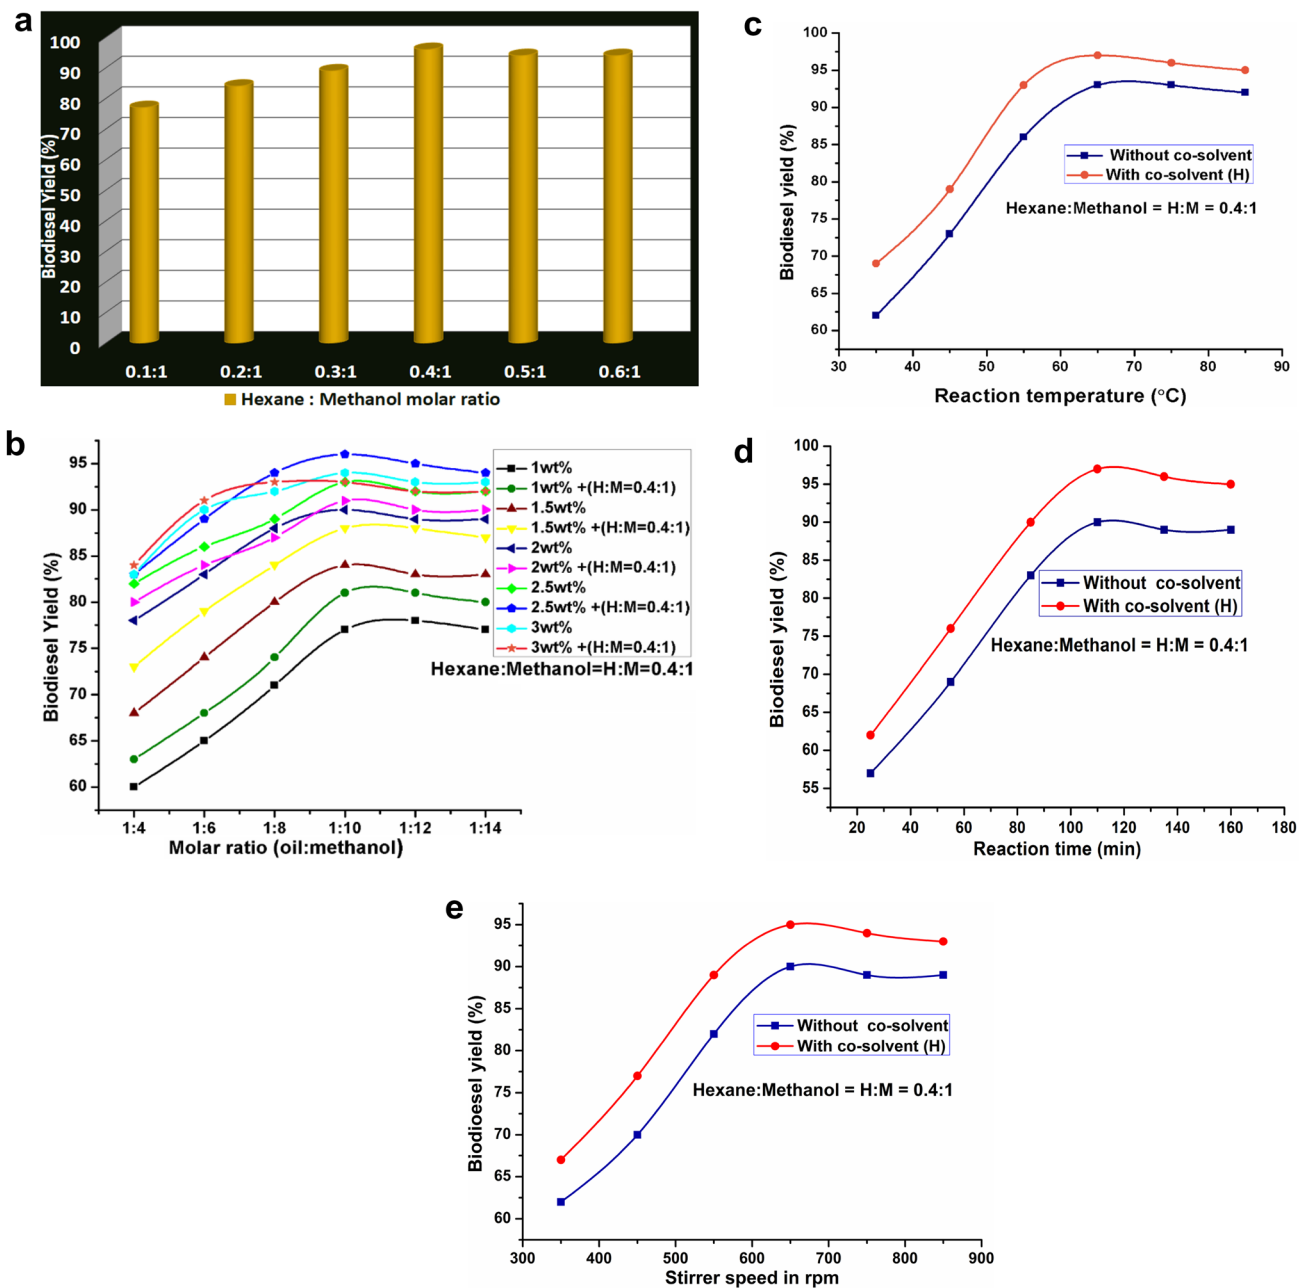 a
100
90
80
70
60
50
40
30
20
10
0
Biodiesel Yield (%)
0.1:1 0.2:1 0.3:1 0.4:1 0.5:1 0.6:1
Hexane : Methanol molar ratio
c
100
95
90
85
80
75
70
65
60
Biodiesel yield (%)
Without co-solvent
With co-solvent (H)
Hexane:Methanol = H:M = 0.4:1
30 40 50 60 70 80 90
Reaction temperature (°C)
b
95
90
85
80
75
70
65
60
Biodiesel Yield (%)
1wt%
1wt% +(H:M=0.4:1)
1.5wt%
1.5wt% +(H:M=0.4:1)
2wt%
2wt% +(H:M=0.4:1)
2.5wt%
2.5wt% +(H:M=0.4:1)
3wt%
3wt% +(H:M=0.4:1)
Hexane:Methanol=H:M=0.4:1
1:4 1:6 1:8 1:10 1:12 1:14
Molar ratio (oil:methanol)
d
100
95
90
85
80
75
70
65
60
55
Biodiesel yield (%)
Without co-solvent
With co-solvent (H)
Hexane:Methanol = H:M = 0.4:1
20 40 60 80 100 120 140 160 180
Reaction time (min)
e
95
90
85
80
75
70
65
60
Biodioesel yield (%)
Without co-solvent
With co-solvent (H)
Hexane:Methanol = H:M = 0.4:1
300 400 500 600 700 800 900
Stirrer speed in rpm